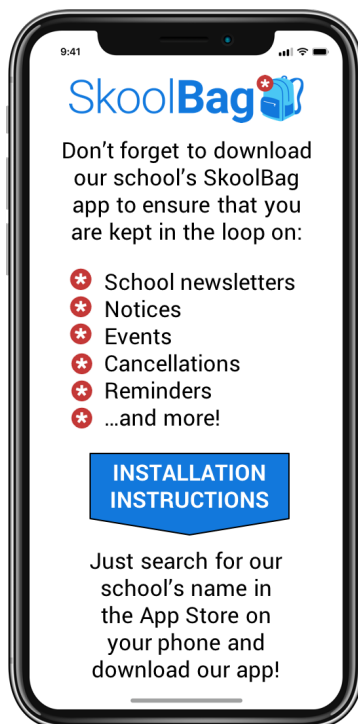 9:41
SkoolBag
Don’t forget to download
our school’s SkoolBag
app to ensure that you
are kept in the loop on:
School newsletters
Notices
Events
Cancellations
Reminders
...and more!
INSTALLATION
INSTRUCTIONS
Just search for our
school’s name in
the App Store on
your phone and
download our app!